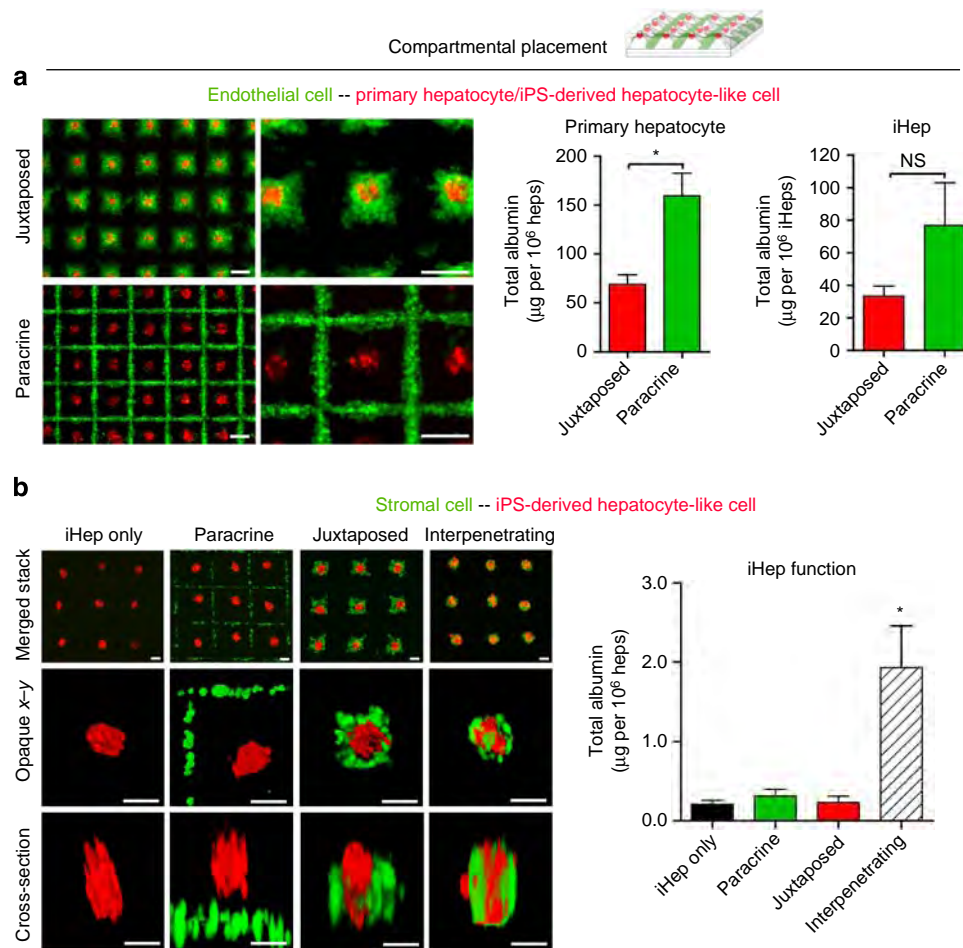 Compartmental placement
a
Endothelial cell -- primary hepatocyte/iPS-derived hepatocyte-like cell
Juxtaposed
Paracrine
Primary hepatocyte
Total albumin
(µg per 10⁶ heps)
200
150
100
50
0
*
Juxtaposed
Paracrine
iHep
Total albumin
(µg per 10⁶ iHeps)
120
100
80
60
40
20
0
NS
Juxtaposed
Paracrine
b
Stromal cell -- iPS-derived hepatocyte-like cell
iHep only
Paracrine
Juxtaposed
Interpenetrating
Merged stack
Opaque x–y
Cross-section
iHep function
Total albumin
(µg per 10⁶ heps)
3.0
2.0
1.0
0.0
*
iHep only
Paracrine
Juxtaposed
Interpenetrating